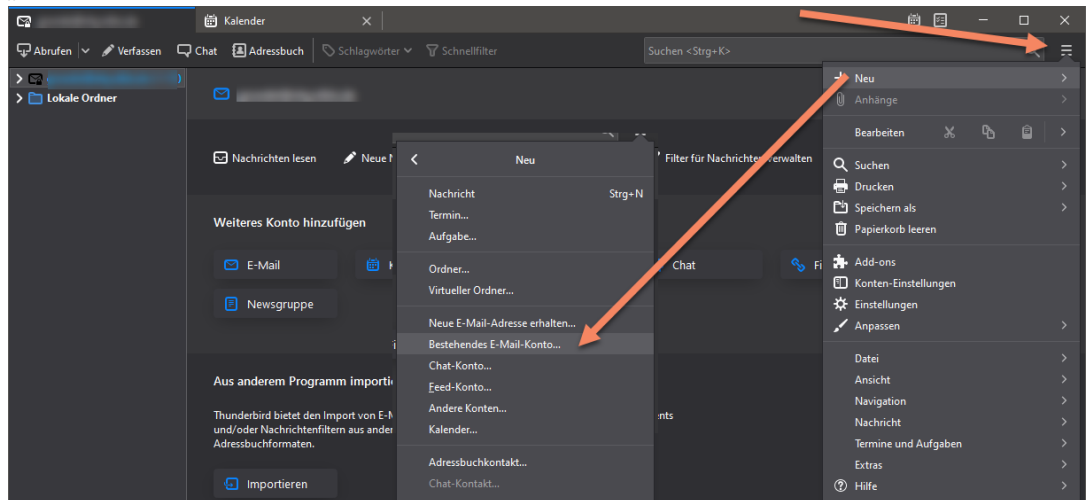 Kalender
Abrufen
Verfassen
Chat
Adressbuch
Schlagwörter
Schnellfilter
Suchen <Strg+K>
Lokale Ordner
Nachrichten lesen
Neue
Filter für Nachrichten verwalten
Weiteres Konto hinzufügen
E-Mail
Chat
Newsgruppe
Aus anderem Programm
Thunderbird bietet den Import von
und/oder Nachrichtenfiltern aus
Adressbuchformaten.
Importieren
Neu
Nachricht Strg+N
Termin...
Aufgabe...
Ordner...
Virtueller Ordner...
Neue E-Mail-Adresse erhalten...
Bestehendes E-Mail-Konto...
Chat-Konto...
Feed-Konto...
Andere Konten...
Kalender...
Adressbuchkontakt...
Chat-Kontakt...
Neu
Anhänge
Bearbeiten
Suchen
Drucken
Speichern als
Papierkorb leeren
Add-ons
Konten-Einstellungen
Einstellungen
Anpassen
Datei
Ansicht
Navigation
Nachricht
Termine und Aufgaben
Extras
Hilfe